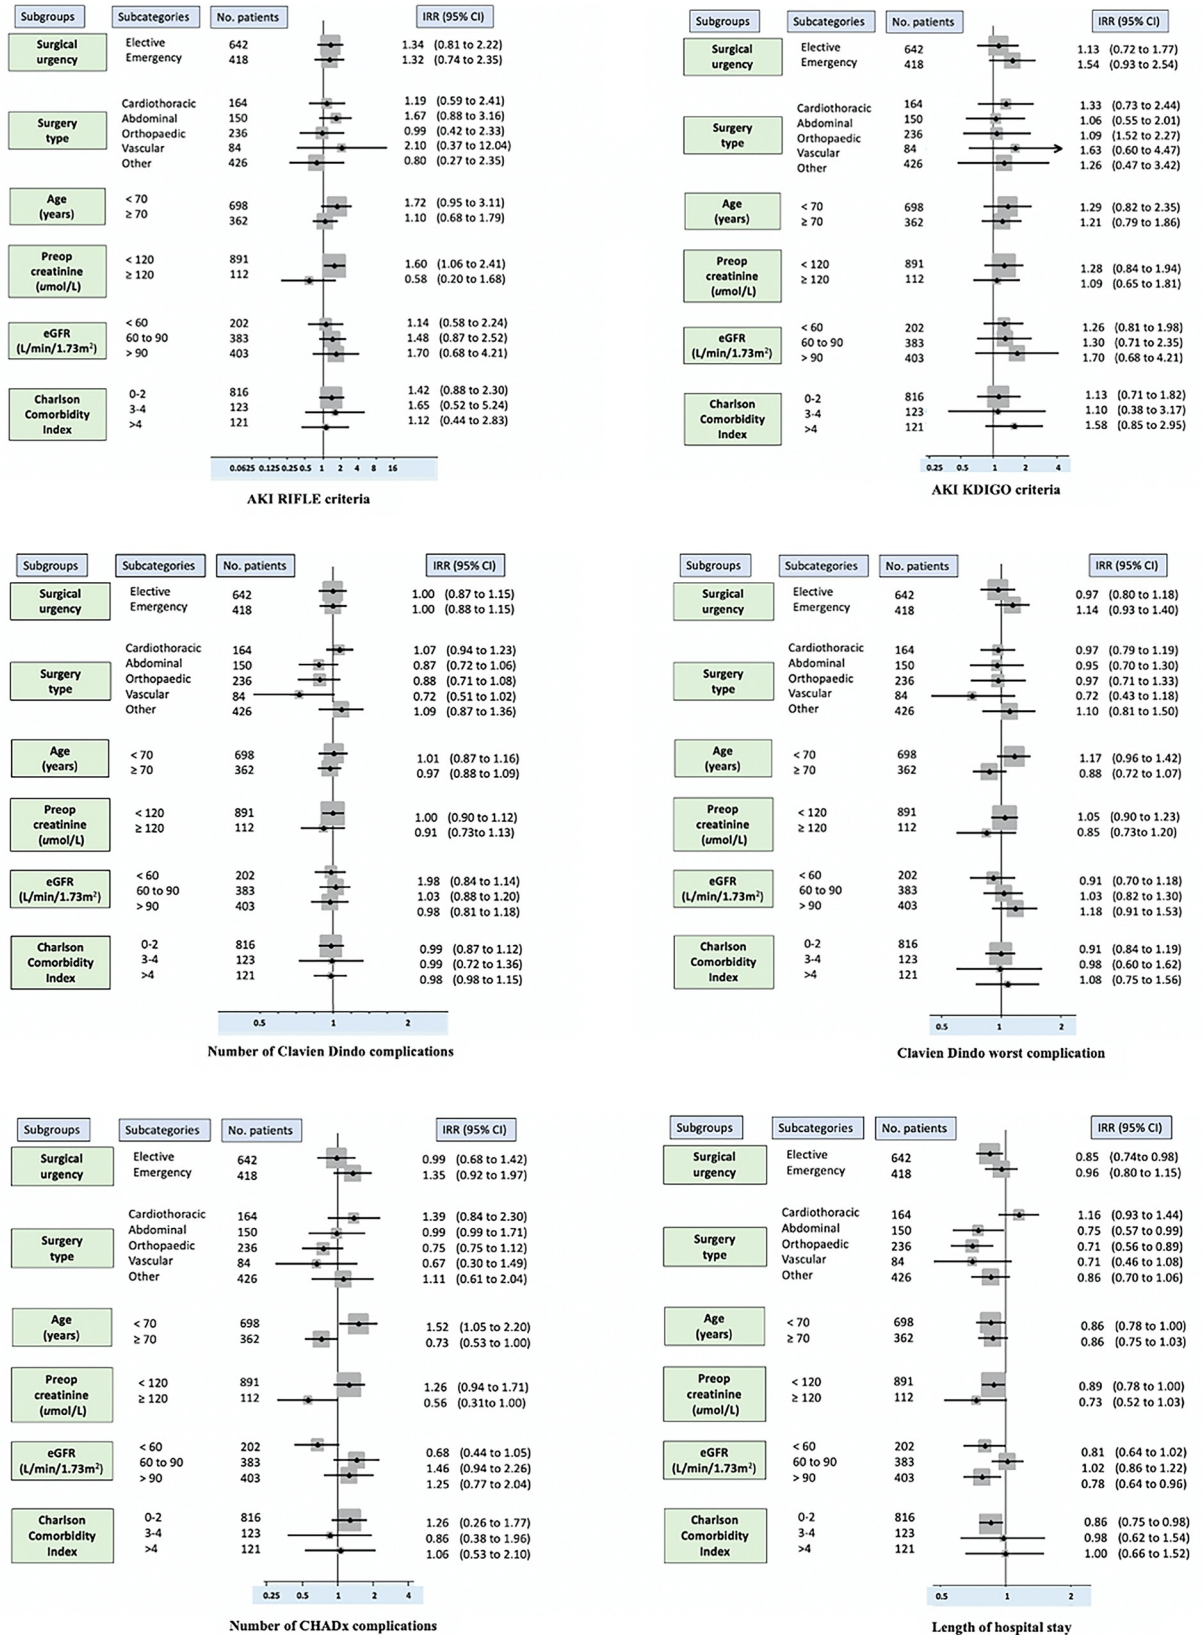 Subgroups Subcategories No. patients IRR (95% CI)
Surgical urgency Elective 642 1.34 (0.81 to 2.22)
Emergency 418 1.32 (0.74 to 2.35)
Surgery type Cardiothoracic 164 1.19 (0.59 to 2.41)
Abdominal 150 1.67 (0.88 to 3.16)
Orthopaedic 236 0.99 (0.42 to 2.33)
Vascular 84 2.10 (0.37 to 12.04)
Other 426 0.80 (0.27 to 2.35)
Age (years) < 70 698 1.72 (0.95 to 3.11)
≥ 70 362 1.10 (0.68 to 1.79)
Preop creatinine (umol/L) < 120 891 1.60 (1.06 to 2.41)
≥ 120 112 0.58 (0.20 to 1.68)
eGFR (L/min/1.73m²) < 60 202 1.14 (0.58 to 2.24)
60 to 90 383 1.48 (0.87 to 2.52)
> 90 403 1.70 (0.68 to 4.21)
Charlson Comorbidity Index 0-2 816 1.42 (0.88 to 2.30)
3-4 123 1.65 (0.52 to 5.24)
>4 121 1.12 (0.44 to 2.83)
0.0625 0.125 0.25 0.5 1 2 4 8 16
AKI RIFLE criteria
Subgroups Subcategories No. patients IRR (95% CI)
Surgical urgency Elective 642 1.13 (0.72 to 1.77)
Emergency 418 1.54 (0.93 to 2.54)
Surgery type Cardiothoracic 164 1.33 (0.73 to 2.44)
Abdominal 150 1.06 (0.55 to 2.01)
Orthopaedic 236 1.09 (1.52 to 2.27)
Vascular 84 1.63 (0.60 to 4.47)
Other 426 1.26 (0.47 to 3.42)
Age (years) < 70 698 1.29 (0.82 to 2.35)
≥ 70 362 1.21 (0.79 to 1.86)
Preop creatinine (umol/L) < 120 891 1.28 (0.84 to 1.94)
≥ 120 112 1.09 (0.65 to 1.81)
eGFR (L/min/1.73m²) < 60 202 1.26 (0.81 to 1.98)
60 to 90 383 1.30 (0.71 to 2.35)
> 90 403 1.70 (0.68 to 4.21)
Charlson Comorbidity Index 0-2 816 1.13 (0.71 to 1.82)
3-4 123 1.10 (0.38 to 3.17)
>4 121 1.58 (0.85 to 2.95)
0.25 0.5 1 2 4
AKI KDIGO criteria
Subgroups Subcategories No. patients IRR (95% CI)
Surgical urgency Elective 642 1.00 (0.87 to 1.15)
Emergency 418 1.00 (0.88 to 1.15)
Surgery type Cardiothoracic 164 1.07 (0.94 to 1.23)
Abdominal 150 0.87 (0.72 to 1.06)
Orthopaedic 236 0.88 (0.71 to 1.08)
Vascular 84 0.72 (0.51 to 1.02)
Other 426 1.09 (0.87 to 1.36)
Age (years) < 70 698 1.01 (0.87 to 1.16)
≥ 70 362 0.97 (0.88 to 1.09)
Preop creatinine (umol/L) < 120 891 1.00 (0.90 to 1.12)
≥ 120 112 0.91 (0.73to 1.13)
eGFR (L/min/1.73m²) < 60 202 1.98 (0.84 to 1.14)
60 to 90 383 1.03 (0.88 to 1.20)
> 90 403 0.98 (0.81 to 1.18)
Charlson Comorbidity Index 0-2 816 0.99 (0.87 to 1.12)
3-4 123 0.99 (0.72 to 1.36)
>4 121 0.98 (0.98 to 1.15)
0.5 1 2
Number of Clavien Dindo complications
Subgroups Subcategories No. patients IRR (95% CI)
Surgical urgency Elective 642 0.97 (0.80 to 1.18)
Emergency 418 1.14 (0.93 to 1.40)
Surgery type Cardiothoracic 164 0.97 (0.79 to 1.19)
Abdominal 150 0.95 (0.70 to 1.30)
Orthopaedic 236 0.97 (0.71 to 1.33)
Vascular 84 0.72 (0.43 to 1.18)
Other 426 1.10 (0.81 to 1.50)
Age (years) < 70 698 1.17 (0.96 to 1.42)
≥ 70 362 0.88 (0.72 to 1.07)
Preop creatinine (umol/L) < 120 891 1.05 (0.90 to 1.23)
≥ 120 112 0.85 (0.73to 1.20)
eGFR (L/min/1.73m²) < 60 202 0.91 (0.70 to 1.18)
60 to 90 383 1.03 (0.82 to 1.30)
> 90 403 1.18 (0.91 to 1.53)
Charlson Comorbidity Index 0-2 816 0.91 (0.84 to 1.19)
3-4 123 0.98 (0.60 to 1.62)
>4 121 1.08 (0.75 to 1.56)
0.5 1 2
Clavien Dindo worst complication
Subgroups Subcategories No. patients IRR (95% CI)
Surgical urgency Elective 642 0.99 (0.68 to 1.42)
Emergency 418 1.35 (0.92 to 1.97)
Surgery type Cardiothoracic 164 1.39 (0.84 to 2.30)
Abdominal 150 0.99 (0.99 to 1.71)
Orthopaedic 236 0.75 (0.75 to 1.12)
Vascular 84 0.67 (0.30 to 1.49)
Other 426 1.11 (0.61 to 2.04)
Age (years) < 70 698 1.52 (1.05 to 2.20)
≥ 70 362 0.73 (0.53 to 1.00)
Preop creatinine (umol/L) < 120 891 1.26 (0.94 to 1.71)
≥ 120 112 0.56 (0.31to 1.00)
eGFR (L/min/1.73m²) < 60 202 0.68 (0.44 to 1.05)
60 to 90 383 1.46 (0.94 to 2.26)
> 90 403 1.25 (0.77 to 2.04)
Charlson Comorbidity Index 0-2 816 1.26 (0.26 to 1.77)
3-4 123 0.86 (0.38 to 1.96)
>4 121 1.06 (0.53 to 2.10)
0.25 0.5 1 2 4
Number of CHADx complications
Subgroups Subcategories No. patients IRR (95% CI)
Surgical urgency Elective 642 0.85 (0.74to 0.98)
Emergency 418 0.96 (0.80 to 1.15)
Surgery type Cardiothoracic 164 1.16 (0.93 to 1.44)
Abdominal 150 0.75 (0.57 to 0.99)
Orthopaedic 236 0.71 (0.56 to 0.89)
Vascular 84 0.71 (0.46 to 1.08)
Other 426 0.86 (0.70 to 1.06)
Age (years) < 70 698 0.86 (0.78 to 1.00)
≥ 70 362 0.86 (0.75 to 1.03)
Preop creatinine (umol/L) < 120 891 0.89 (0.78 to 1.00)
≥ 120 112 0.73 (0.52 to 1.03)
eGFR (L/min/1.73m²) < 60 202 0.81 (0.64 to 1.02)
60 to 90 383 1.02 (0.86 to 1.22)
> 90 403 0.78 (0.64 to 0.96)
Charlson Comorbidity Index 0-2 816 0.86 (0.75 to 0.98)
3-4 123 0.98 (0.62 to 1.54)
>4 121 1.00 (0.66 to 1.52)
0.5 1 2
Length of hospital stay